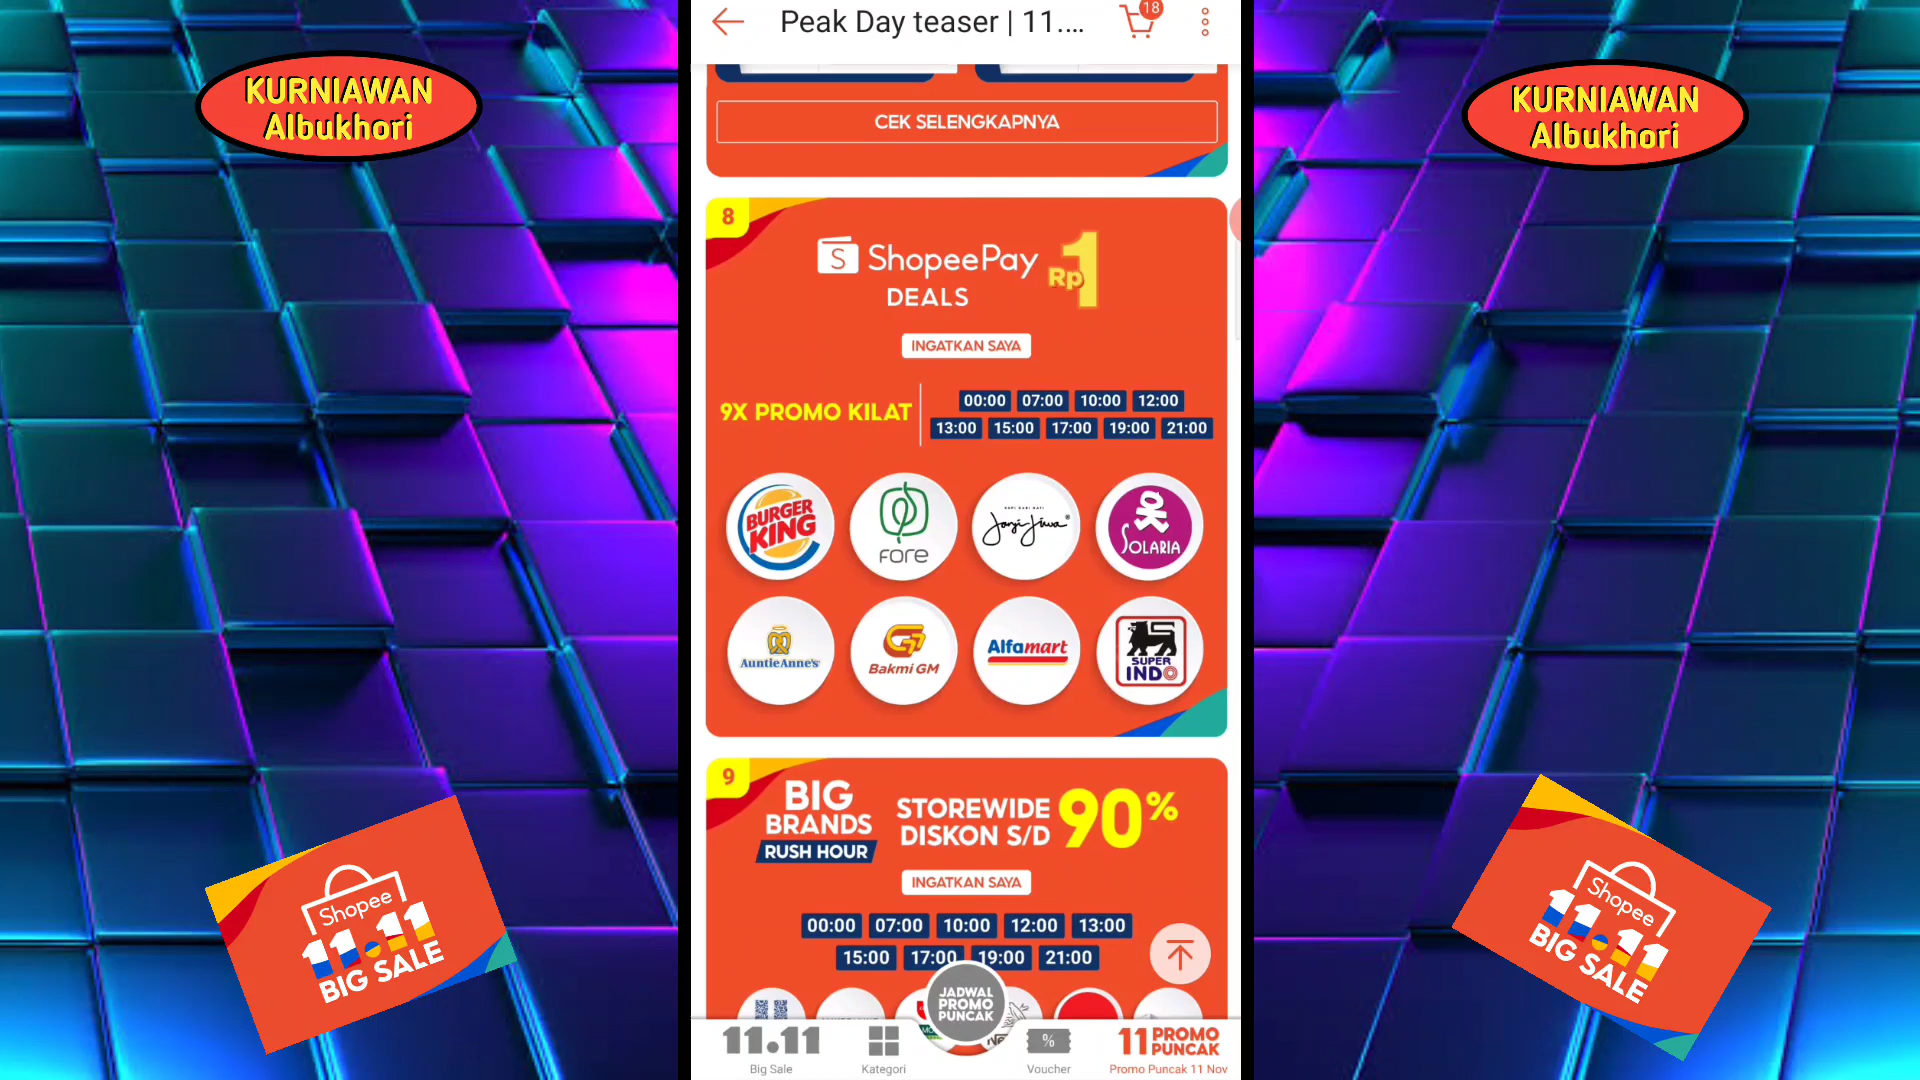 KURNIAWAN
Albukhori
Peak Day teaser | 11....
18
KURNIAWAN
Albukhori
CEK SELENGKAPNYA
8
S ShopeePay
DEALS
Rp1
INGATKAN SAYA
9X PROMO KILAT
00:00 07:00 10:00 12:00
13:00 15:00 17:00 19:00 21:00
BURGER
KING
FORE
Janji Jiwa
SOLARIA
Auntie Anne's
Bakmi GM
Alfamart
SUPER
INDO
9
BIG
BRANDS
RUSH HOUR
STOREWIDE
DISKON S/D
90%
INGATKAN SAYA
00:00 07:00 10:00 12:00 13:00
15:00 17:00 19:00 21:00
JADWAL
PROMO
PUNCAK
11.11
Big Sale
Kategori
%
Voucher
11 PROMO
PUNCAK
Promo Puncak 11 Nov
Shopee
11.11
BIG SALE
Shopee
11.11
BIG SALE